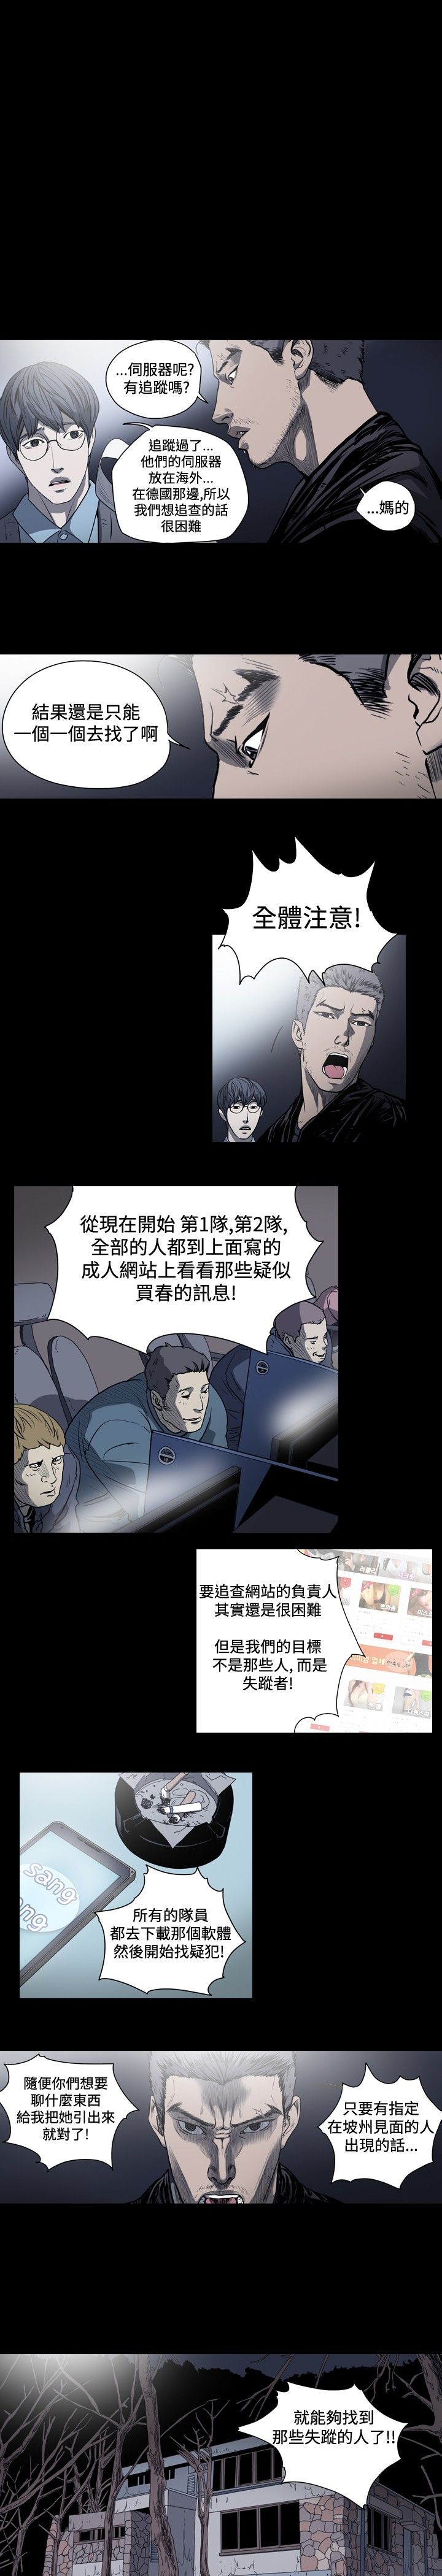 ...伺服器呢?
有追蹤嗎?
追蹤過了...
他們的伺服器
放在海外...
在德國那邊,所以
我們想追查的話
很困難
...媽的
結果還是只能
一個一個去找了啊
全體注意!
從現在開始 第1隊,第2隊,
全部的人都到上面寫的
成人網站上看看那些疑似
買春的訊息!
要追查網站的負責人
其實還是很困難
但是我們的目標
不是那些人, 而是
失蹤者!
sang
所有的隊員
都去下載那個軟體
然後開始找疑犯!
隨便你們想要
聊什麼東西
給我把她引出來
就對了!
只要有指定
在坡州見面的人
出現的話...
就能夠找到
那些失蹤的人了!!